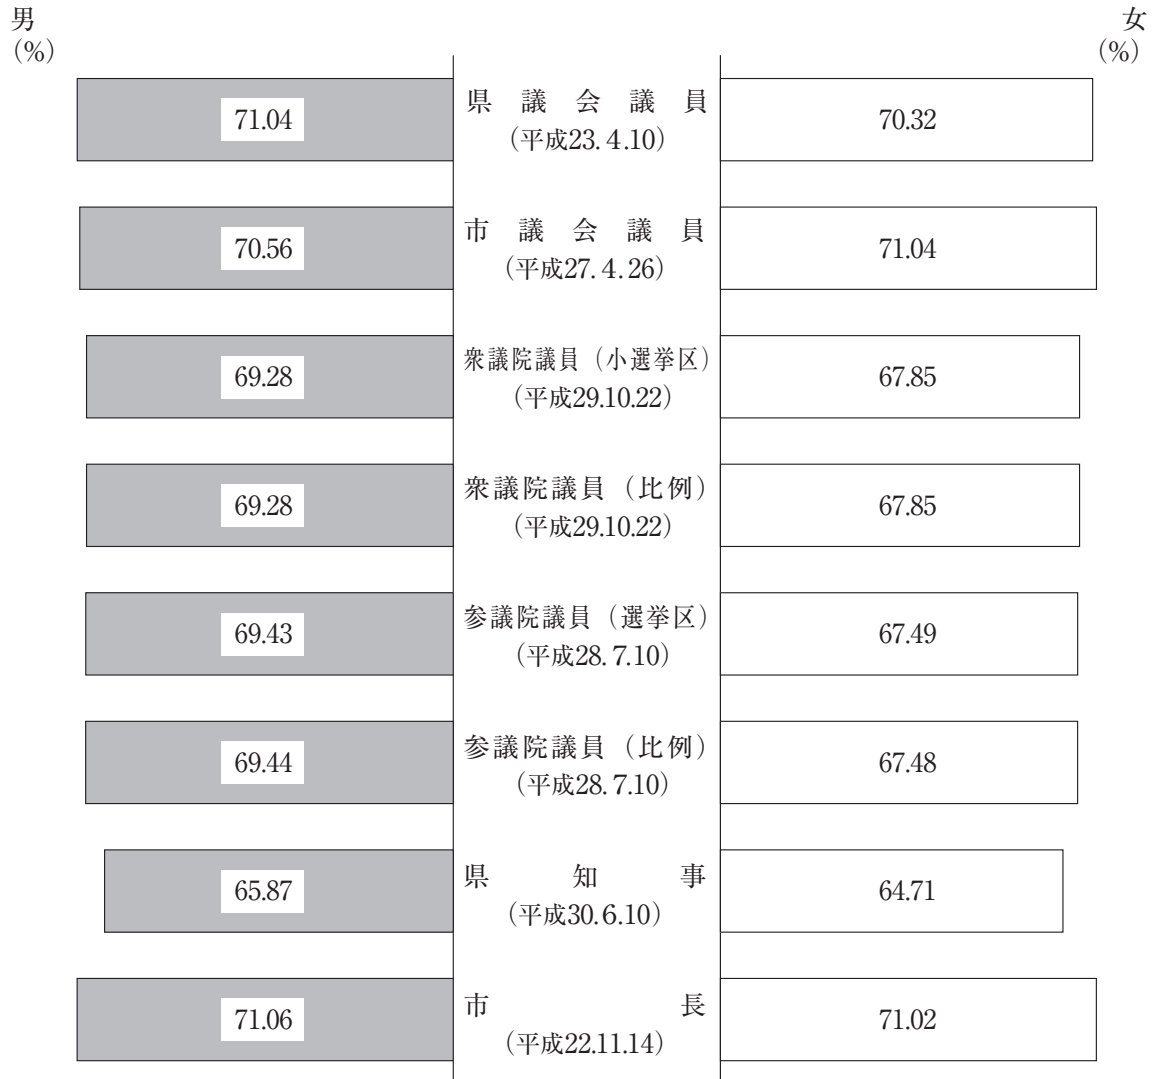 男
(%)
女
(%)
71.04
県議会議員
(平成23.4.10)
70.32
70.56
市議会議員
(平成27.4.26)
71.04
69.28
衆議院議員(小選挙区)
(平成29.10.22)
67.85
69.28
衆議院議員(比例)
(平成29.10.22)
67.85
69.43
参議院議員(選挙区)
(平成28.7.10)
67.49
69.44
参議院議員(比例)
(平成28.7.10)
67.48
65.87
県知事
(平成30.6.10)
64.71
71.06
市長
(平成22.11.14)
71.02